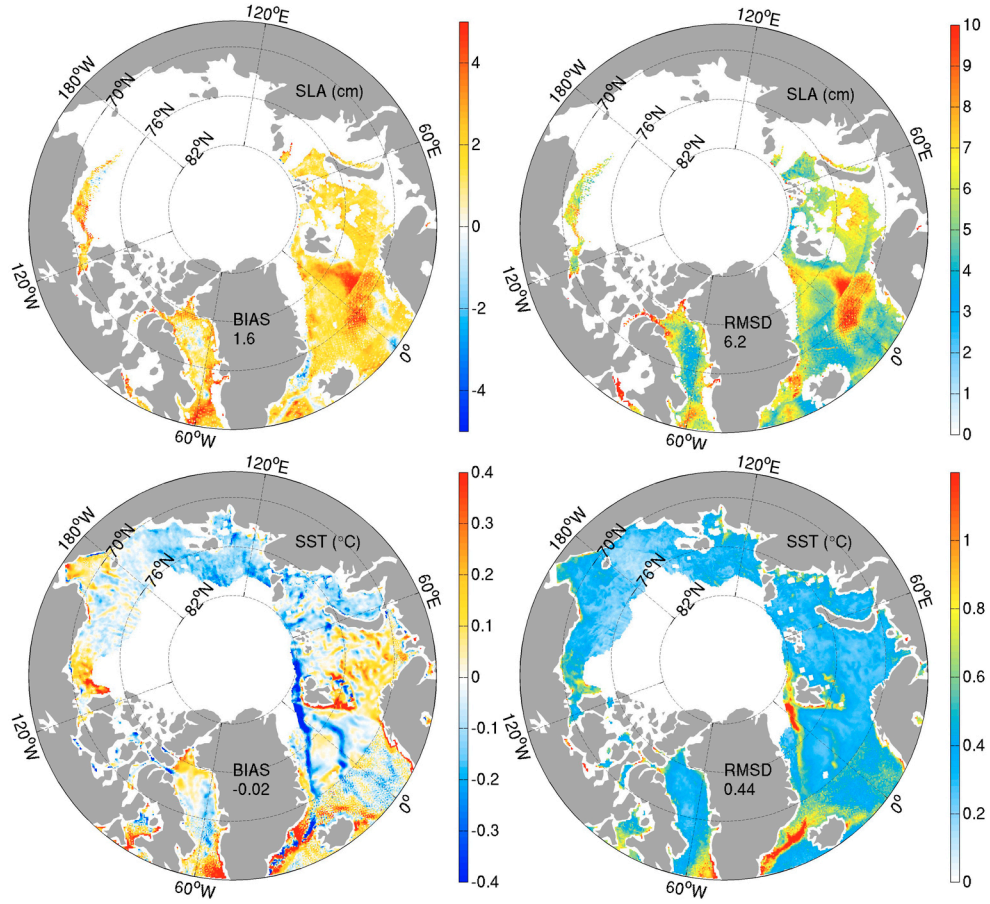 120°E
180°W
70°N
76°N
82°N
60°E
SLA (cm)
120°W
BIAS
1.6
0°
60°W
4
2
0
-2
-4
120°E
180°W
70°N
76°N
82°N
60°E
SLA (cm)
120°W
RMSD
6.2
0°
60°W
10
9
8
7
6
5
4
3
2
1
0
120°E
180°W
70°N
76°N
82°N
60°E
SST (°C)
120°W
BIAS
-0.02
0°
60°W
0.4
0.3
0.2
0.1
0
-0.1
-0.2
-0.3
-0.4
120°E
180°W
70°N
76°N
82°N
60°E
SST (°C)
120°W
RMSD
0.44
0°
60°W
1
0.8
0.6
0.4
0.2
0